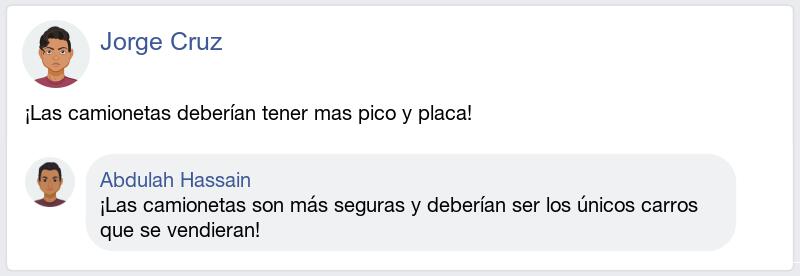 Jorge Cruz
¡Las camionetas deberían tener mas pico y placa!
Abdulah Hassain
¡Las camionetas son más seguras y deberían ser los únicos carros
que se vendieran!